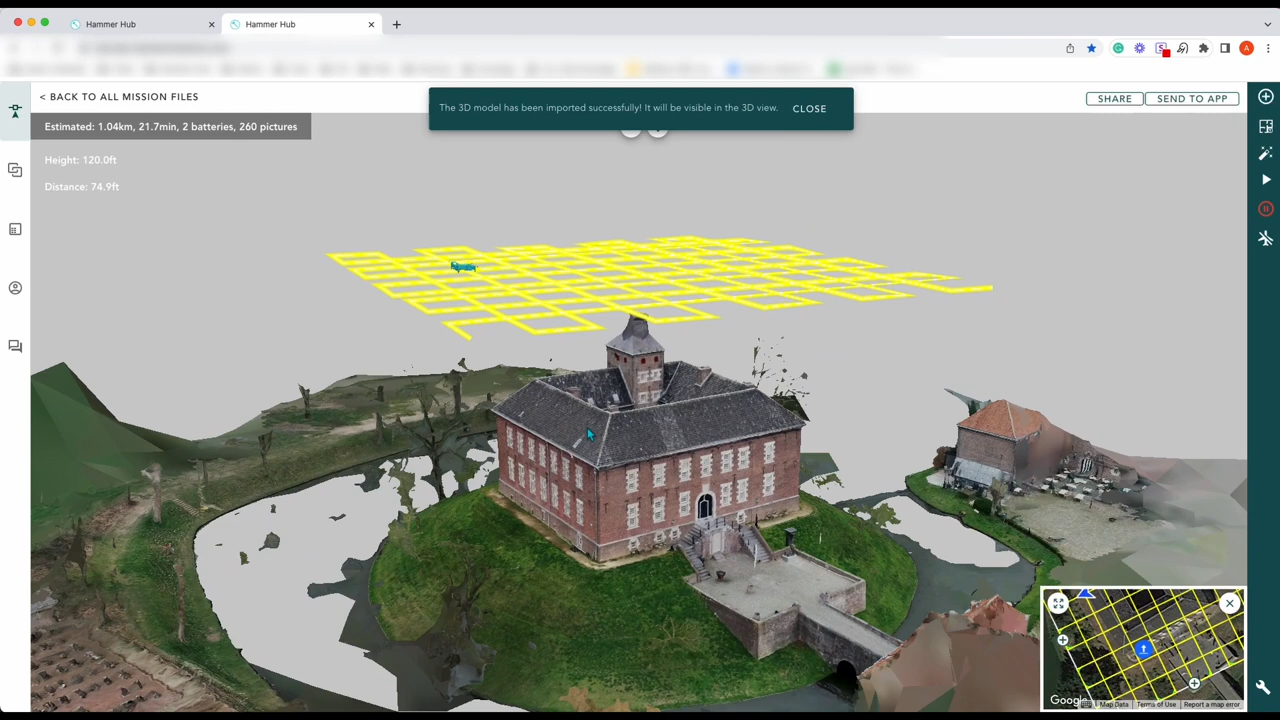 Hammer Hub
Hammer Hub
A
< BACK TO ALL MISSION FILES
The 3D model has been imported successfully! It will be visible in the 3D view.
CLOSE
SHARE
SEND TO APP
Estimated: 1.04km, 21.7min, 2 batteries, 260 pictures
Height: 120.0ft
Distance: 74.9ft
Google
Map Data
Terms of Use
Report a map error